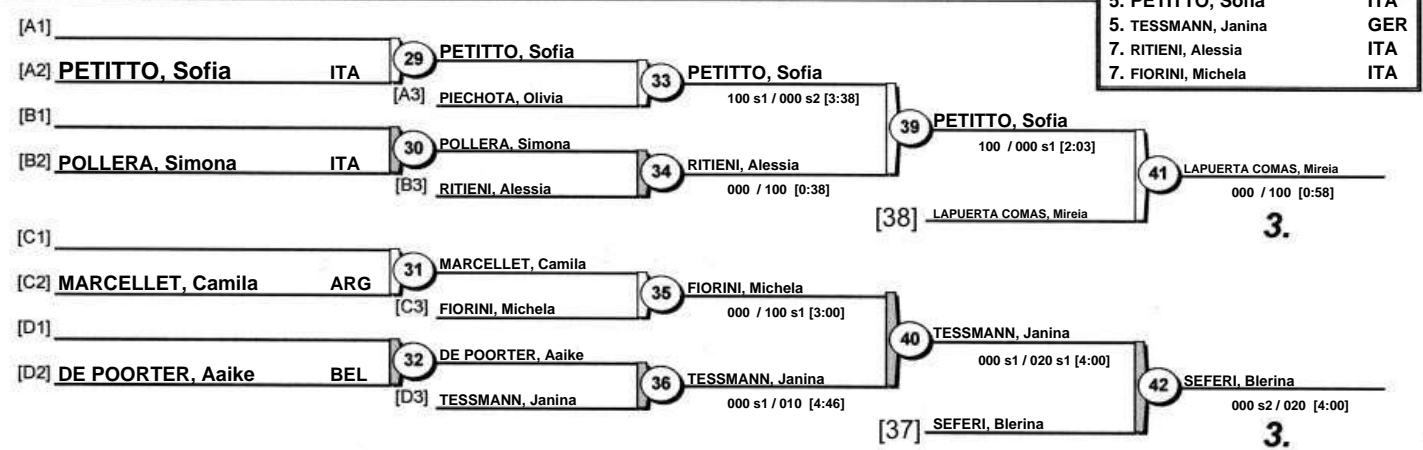 5. PETITTO, Sofia ITA
5. TESSMANN, Janina GER
7. RITIENI, Alessia ITA
7. FIORINI, Michela ITA
[A1]
[A2] PETITTO, Sofia ITA
29
PETITTO, Sofia
[A3] PIECHOTA, Olivia
33
PETITTO, Sofia
100 s1 / 000 s2 [3:38]
[B1]
[B2] POLLERA, Simona ITA
30
POLLERA, Simona
[B3] RITIENI, Alessia
34
RITIENI, Alessia
000 / 100 [0:38]
39
PETITTO, Sofia
100 / 000 s1 [2:03]
[38] LAPUERTA COMAS, Mireia
41
LAPUERTA COMAS, Mireia
000 / 100 [0:58]
3.
[C1]
[C2] MARCELLET, Camila ARG
31
MARCELLET, Camila
[C3] FIORINI, Michela
35
FIORINI, Michela
000 / 100 s1 [3:00]
[D1]
[D2] DE POORTER, Aaike BEL
32
DE POORTER, Aaike
[D3] TESSMANN, Janina
36
TESSMANN, Janina
000 s1 / 010 [4:46]
40
TESSMANN, Janina
000 s1 / 020 s1 [4:00]
[37] SEFERI, Blerina
42
SEFERI, Blerina
000 s2 / 020 [4:00]
3.